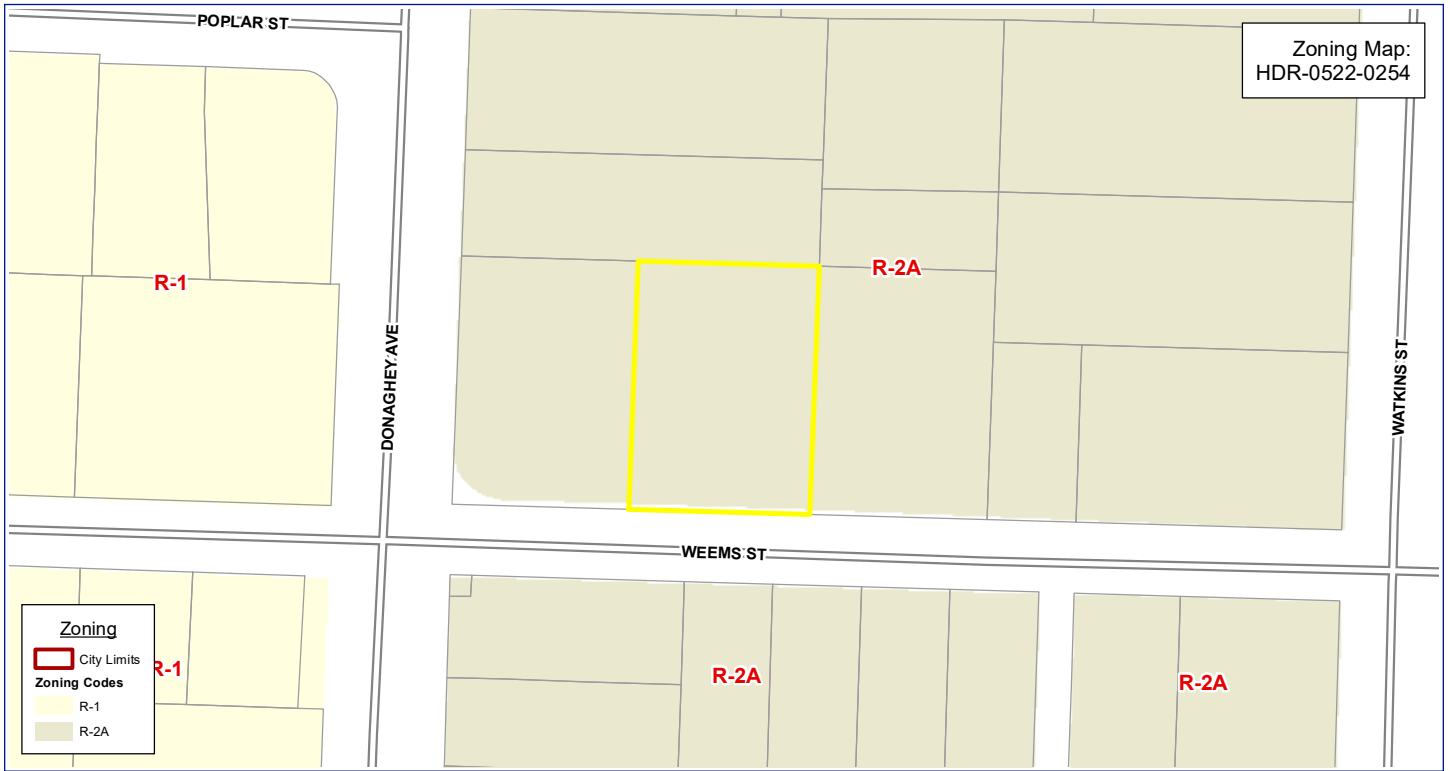 POPLAR ST
Zoning Map:
HDR-0522-0254
R-1
R-2A
DONAGHEY AVE
WATKINS ST
WEEMS ST
Zoning
City Limits
Zoning Codes
R-1
R-2A
R-1
R-2A
R-2A